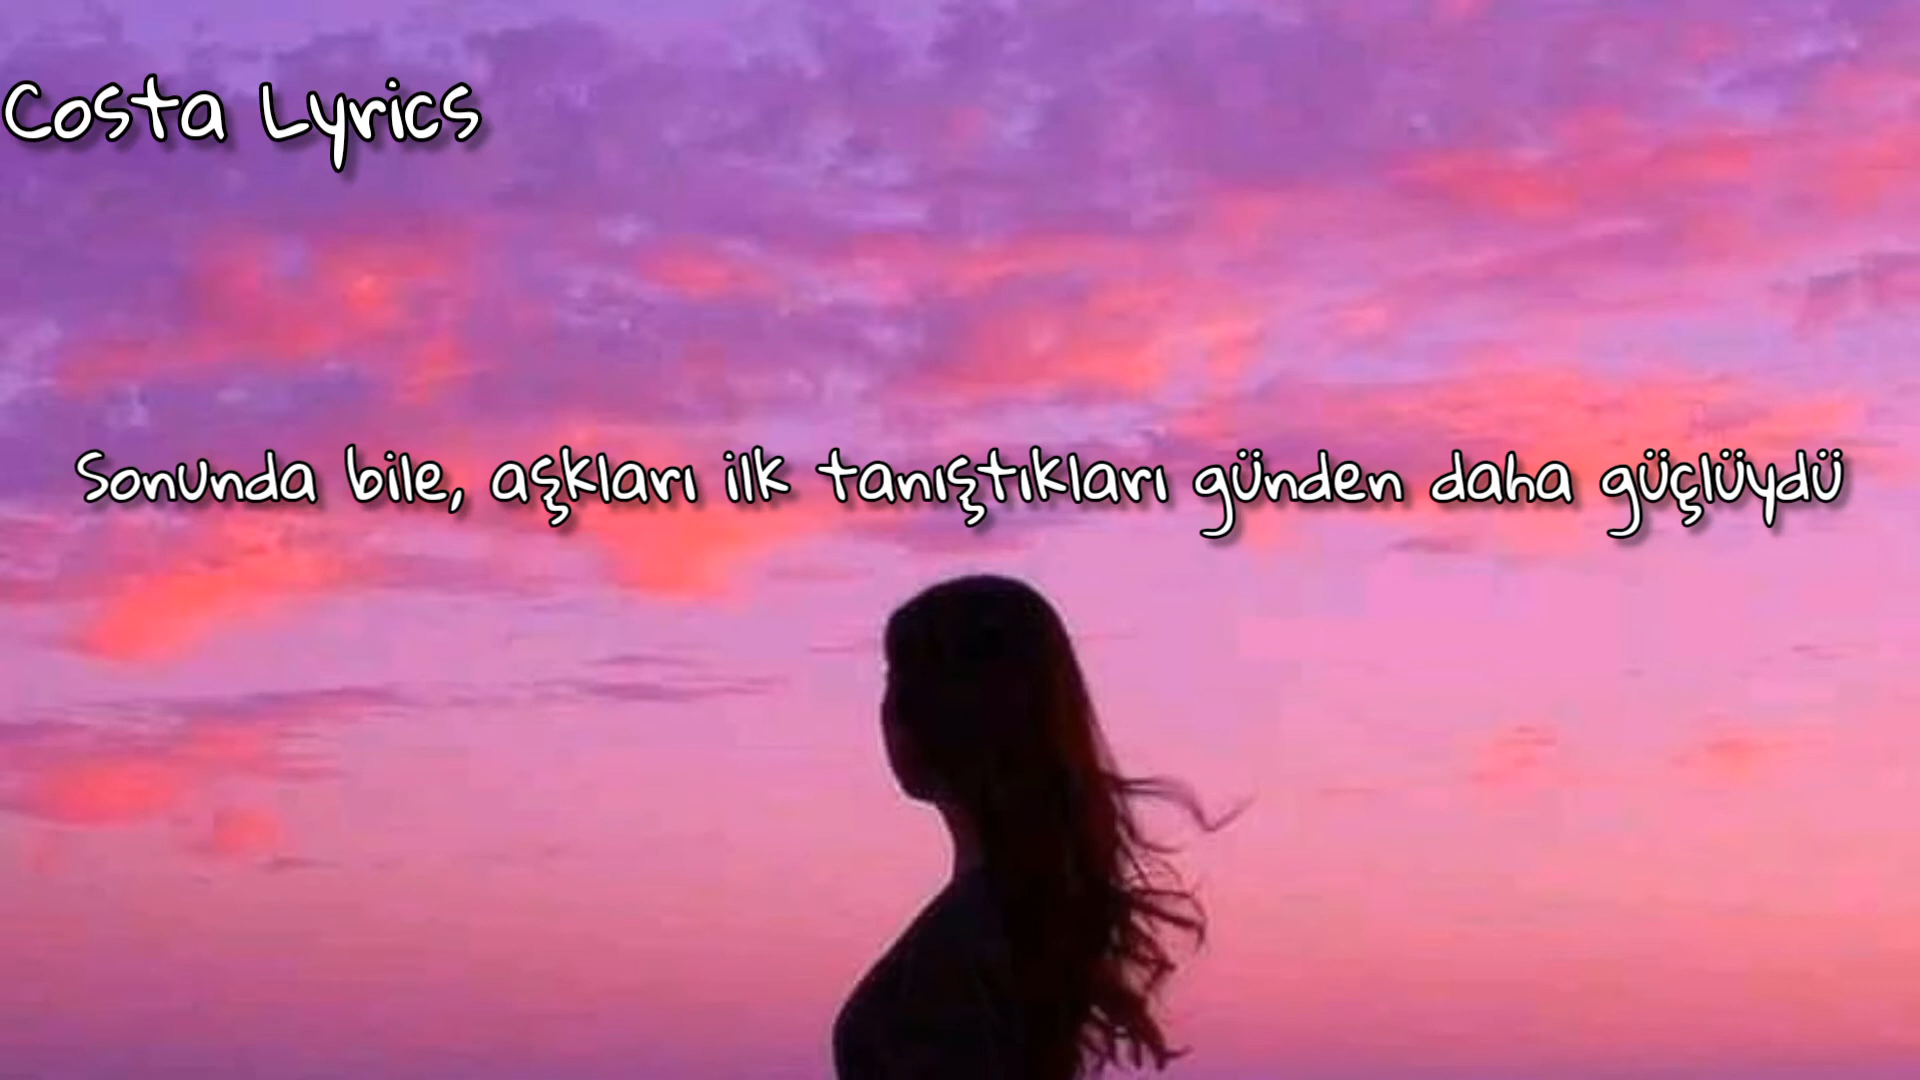 Costa Lyrics
Sonunda bile, aşkları ilk tanıştıkları günden daha güçlüydü